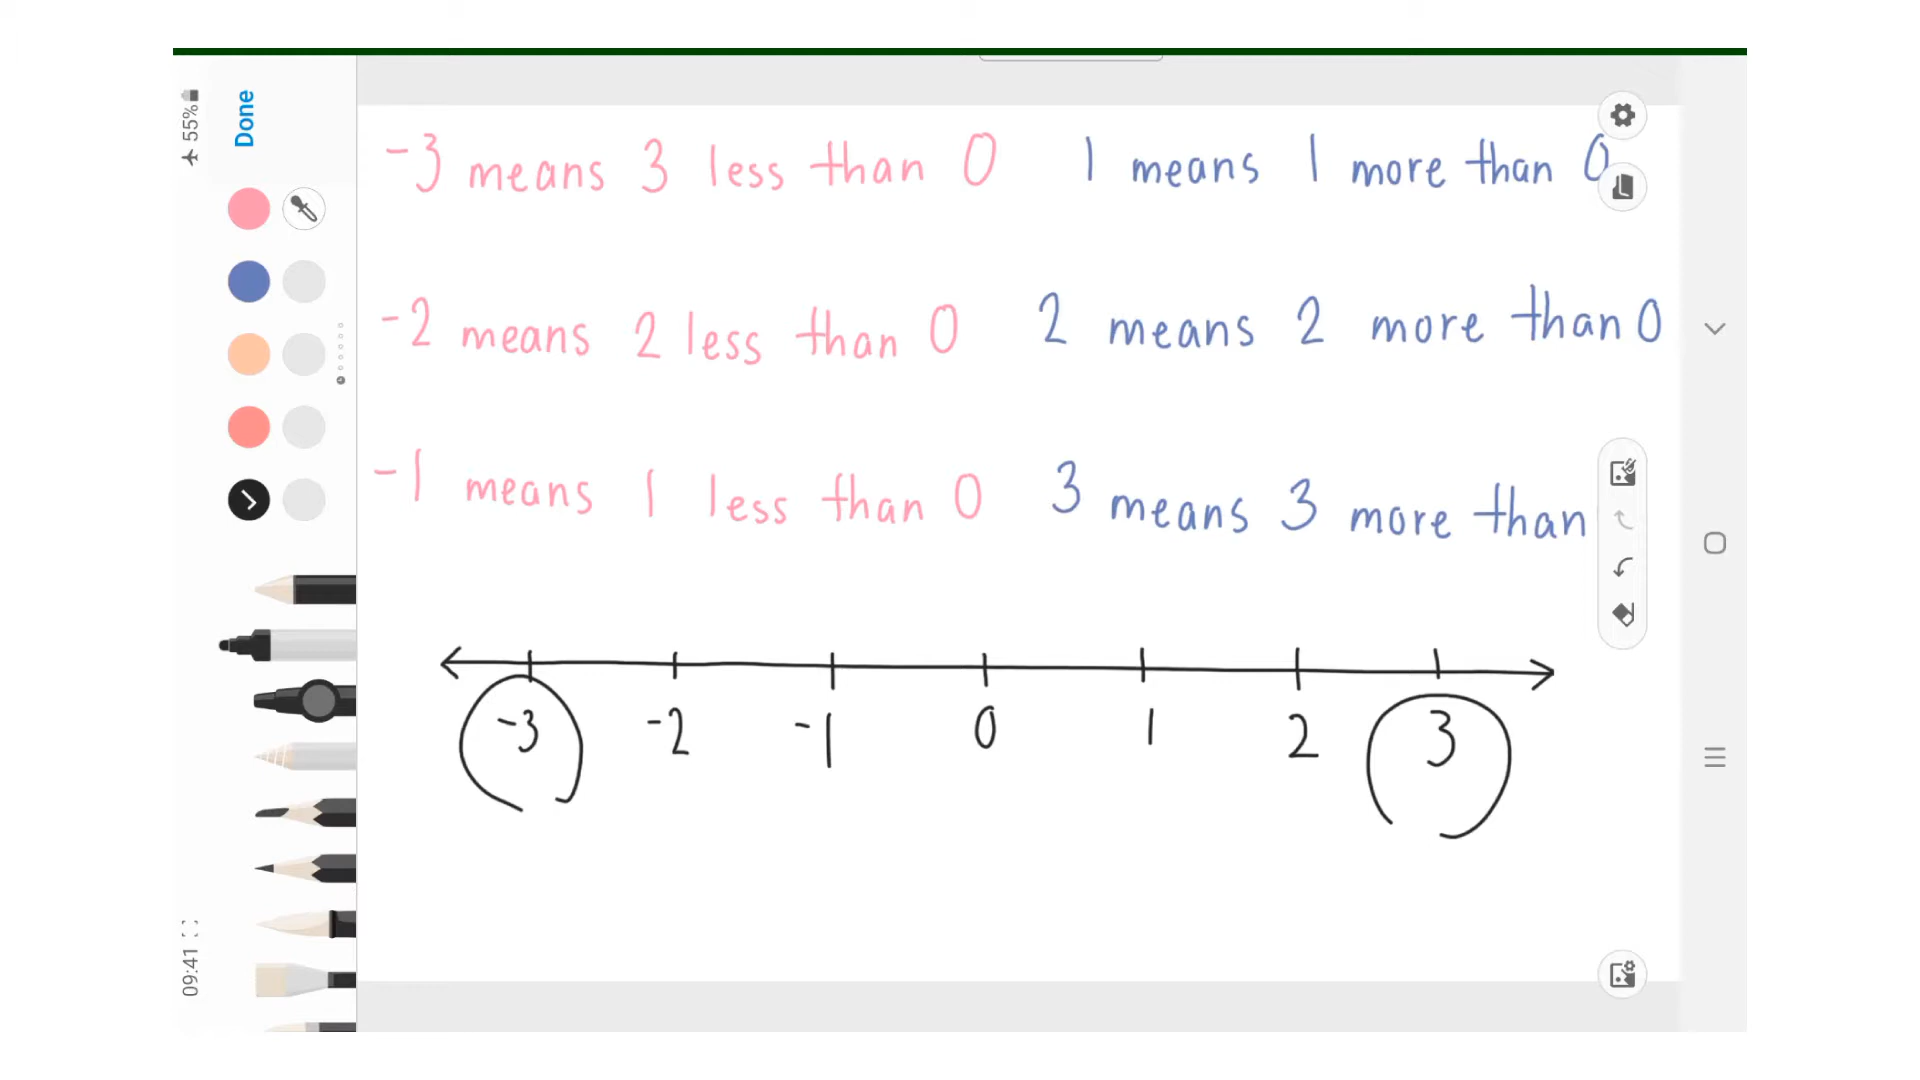 Done
55%
09:41
-3 means 3 less than 0
1 means 1 more than 0
-2 means 2 less than 0
2 means 2 more than 0
-1 means 1 less than 0
3 means 3 more than
-3 -2 -1 0 1 2 3